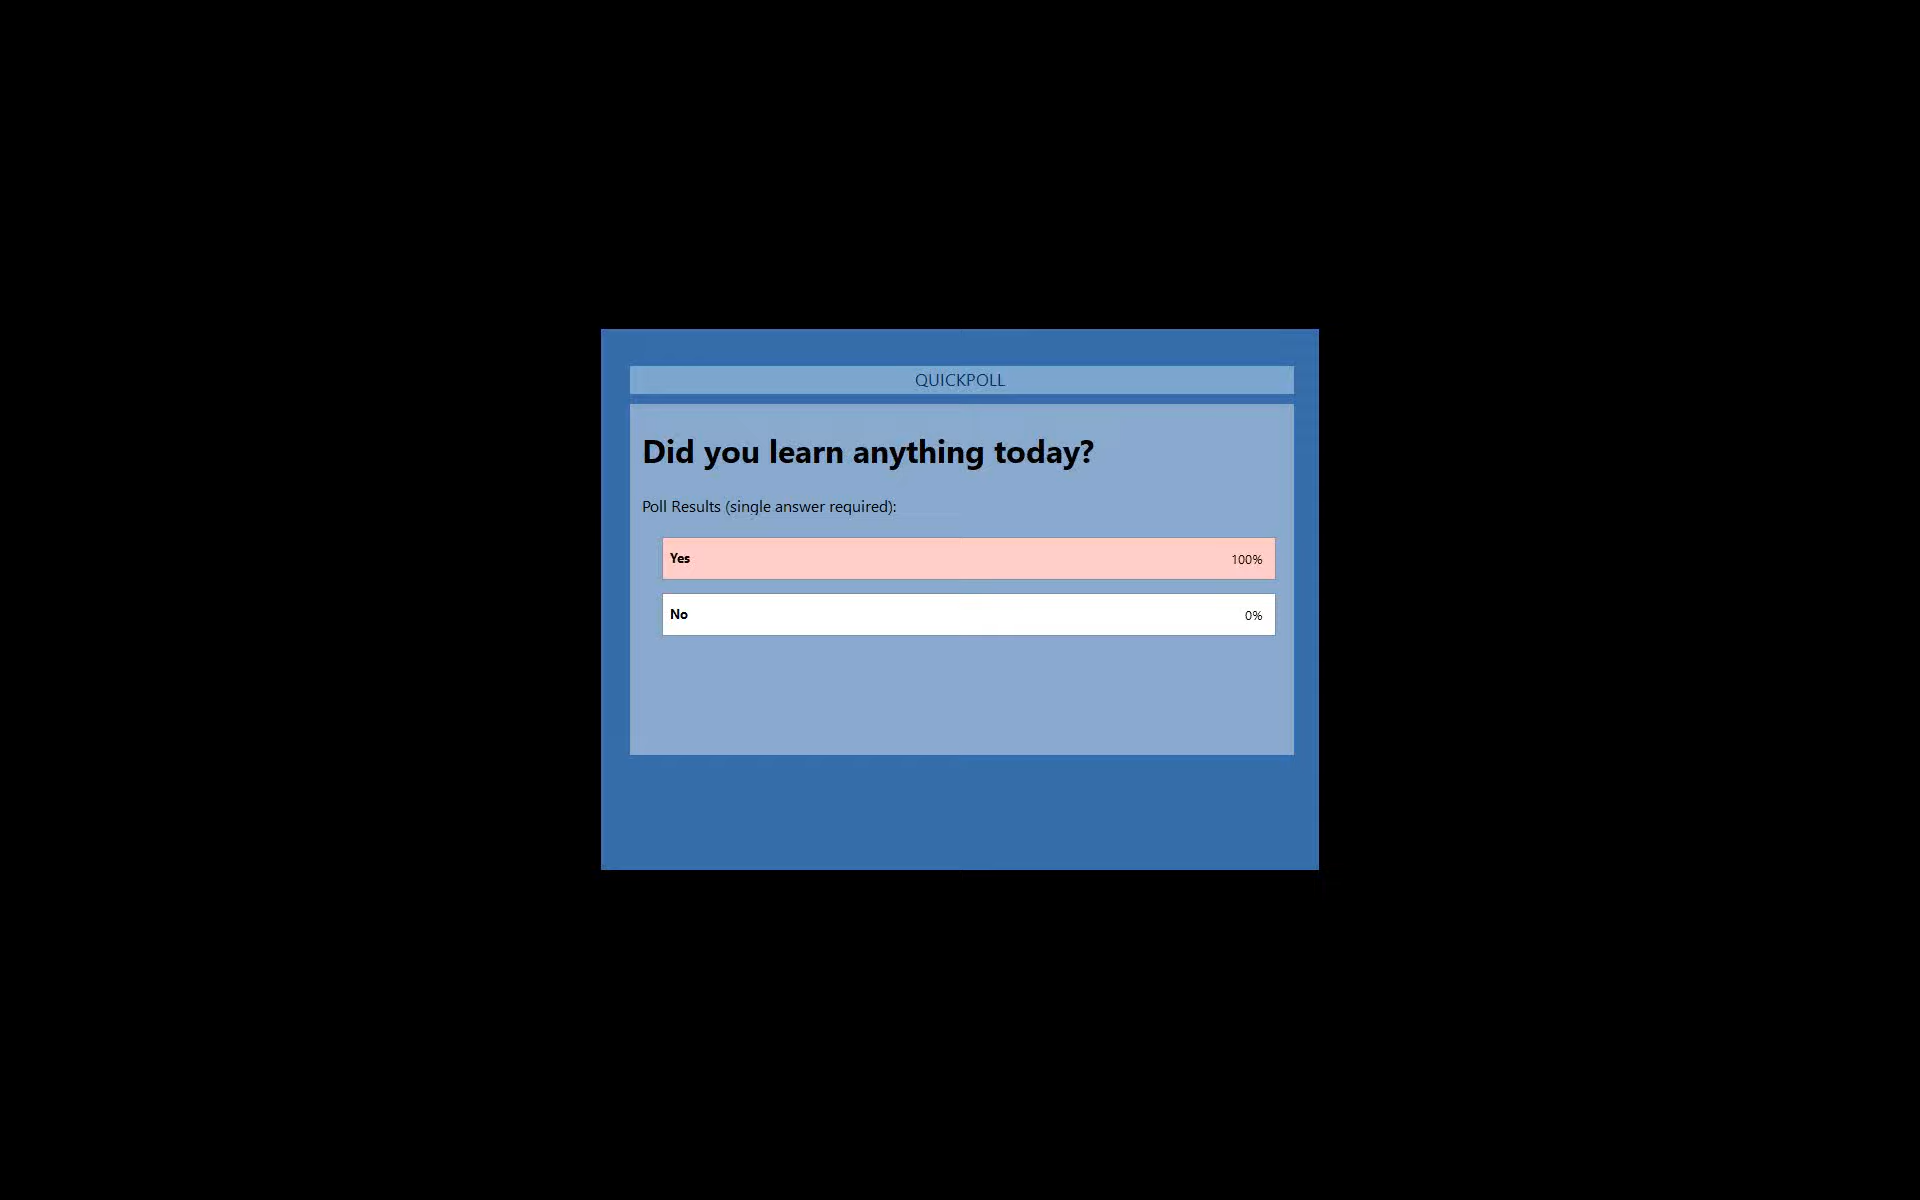 QUICKPOLL
Did you learn anything today?
Poll Results (single answer required):
Yes 100%
No 0%